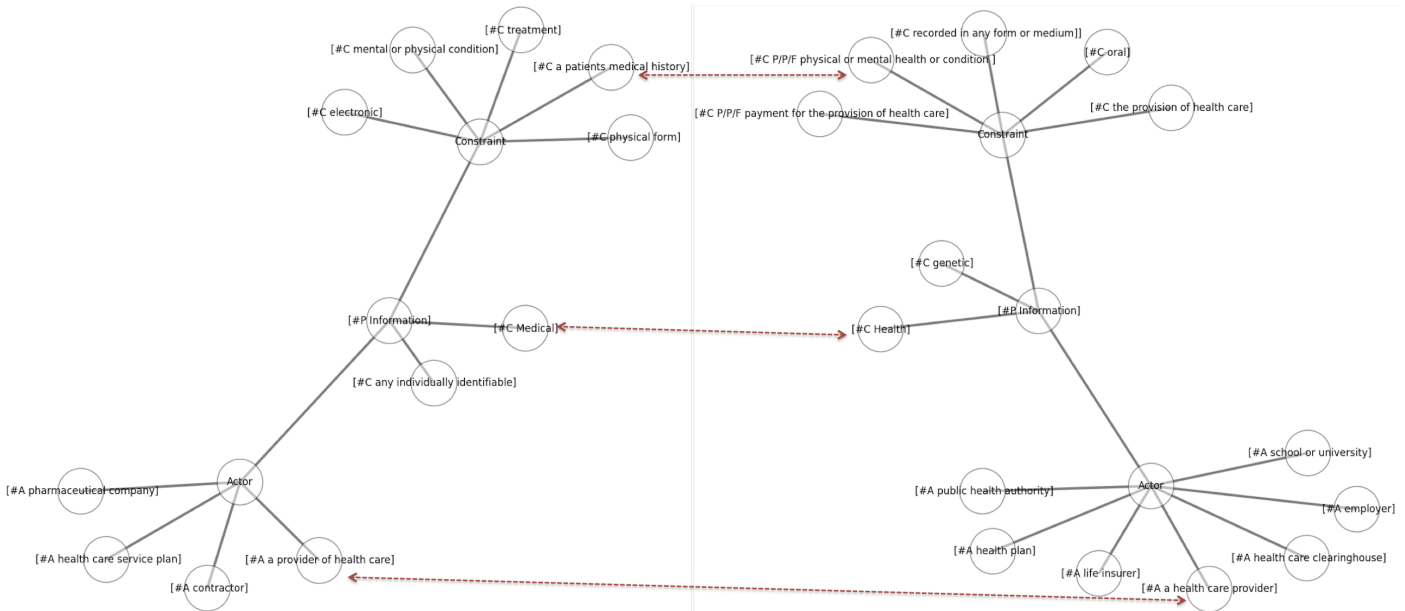 [#C treatment]
[#C mental or physical condition]
[#C a patients medical history]
[#C electronic]
[#C physical form]
Constraint
[#P Information]
[#C Medical]
[#C any individually identifiable]
Actor
[#A pharmaceutical company]
[#A health care service plan]
[#A a provider of health care]
[#A contractor]
[#C recorded in any form or medium]]
[#C oral]
[#C P/P/F physical or mental health or condition ]
[#C the provision of health care]
[#C P/P/F payment for the provision of health care]
Constraint
[#C genetic]
[#P Information]
[#C Health]
[#A school or university]
Actor
[#A public health authority]
[#A employer]
[#A health plan]
[#A health care clearinghouse]
[#A life insurer]
[#A a health care provider]